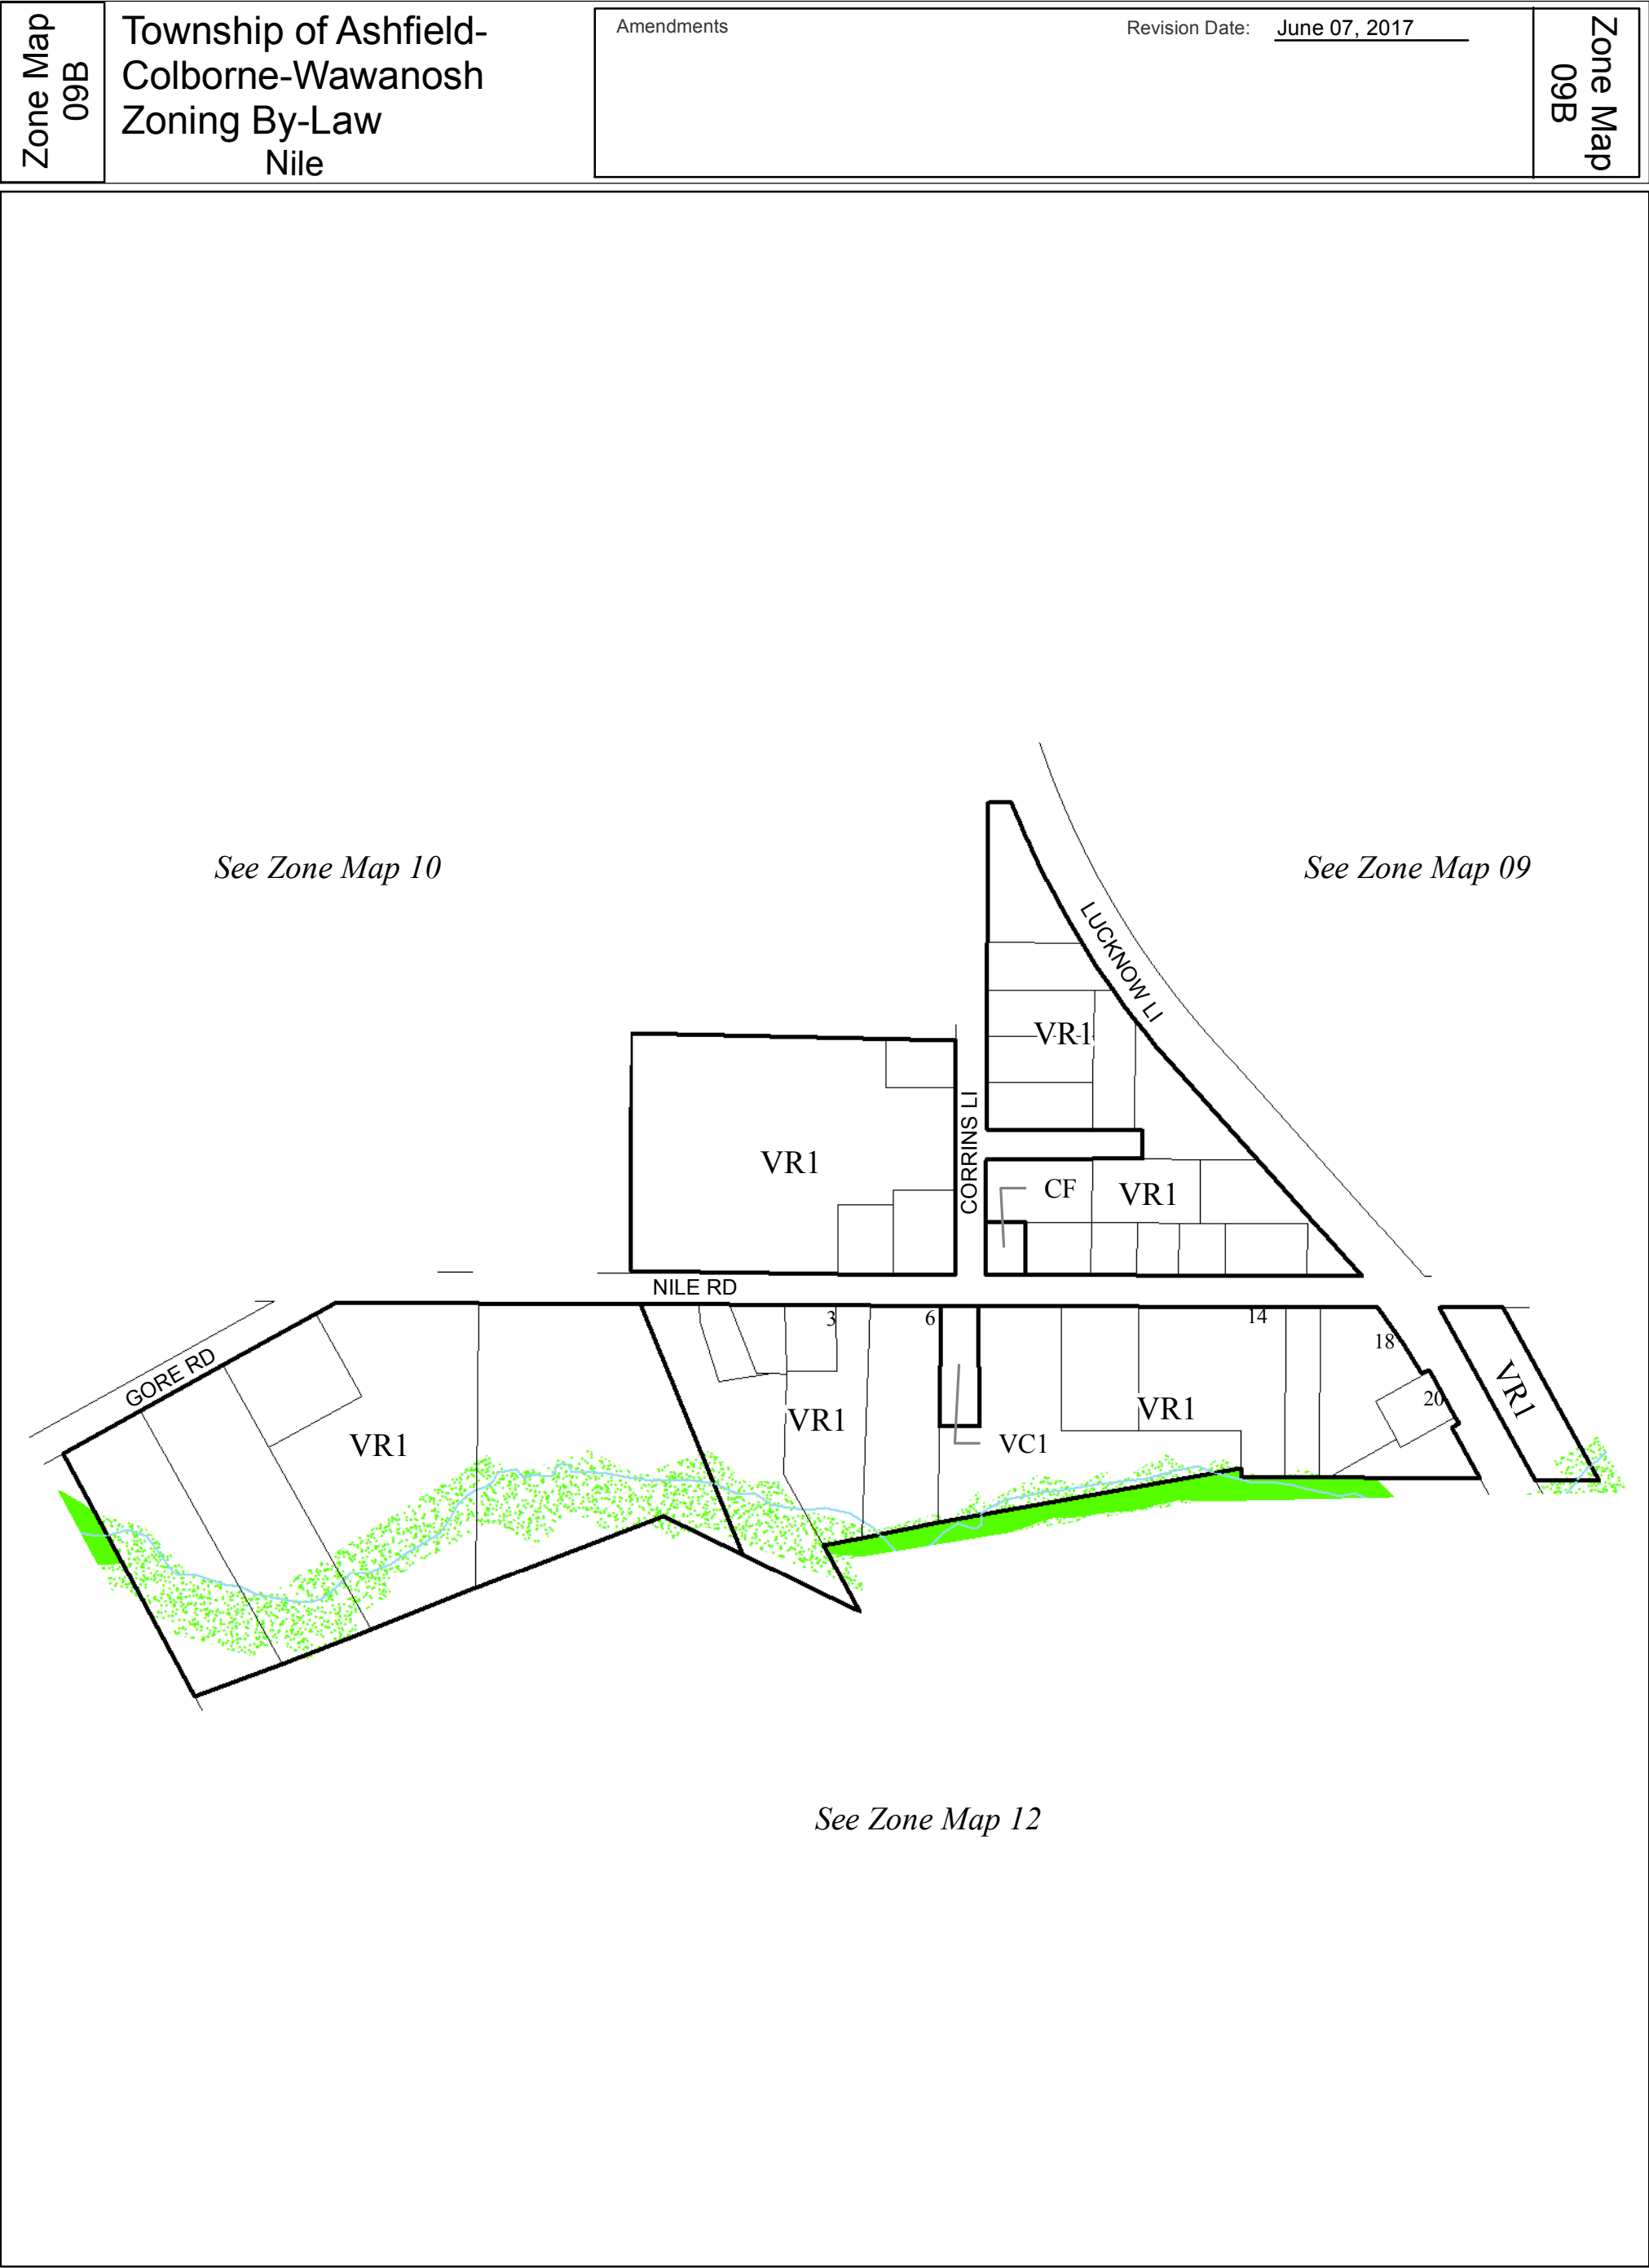 Zone Map
09B
Township of Ashfield-
Colborne-Wawanosh
Zoning By-Law
Nile
Amendments
Revision Date: June 07, 2017
Zone Map
09B
See Zone Map 10
See Zone Map 09
LUCKNOW LI
VR1
CORRINS LI
VR1
CF
VR1
NILE RD
3
6
14
18
GORE RD
20
VR1
VR1
VR1
VR1
VC1
See Zone Map 12